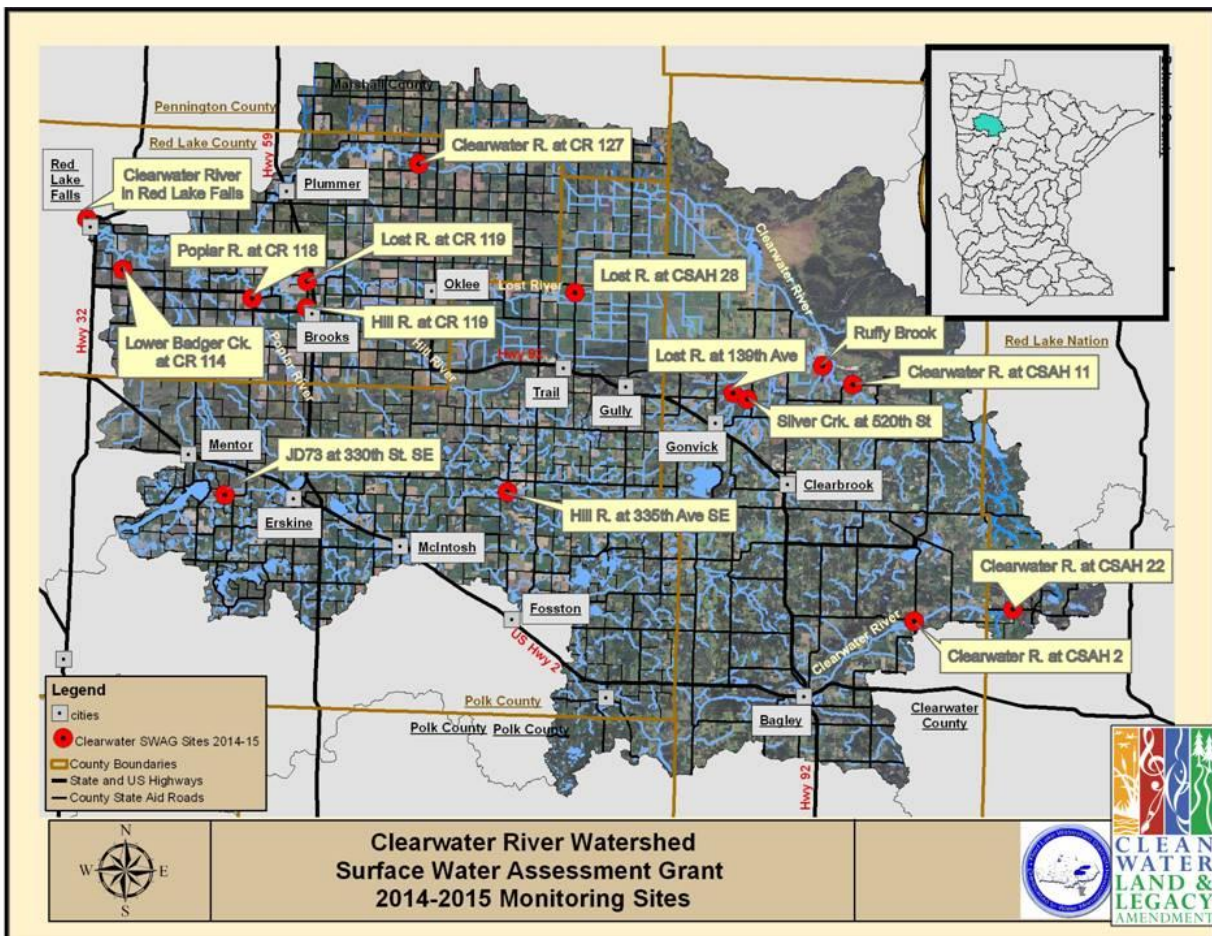 Marshall County
Pennington County
Red Lake County
Hwy 59
Red
Lake
Falls
Clearwater River
in Red Lake Falls
Plummer
Clearwater R. at CR 127
Poplar R. at CR 118
Lost R. at CR 119
Oklee
Lost River
Lost R. at CSAH 28
Clearwater River
Hwy 32
Lower Badger Ck.
at CR 114
Brooks
Hill R. at CR 119
Poplar River
Hill River
Hwy 92
Trail
Gully
Lost R. at 139th Ave
Ruffy Brook
Red Lake Nation
Clearwater R. at CSAH 11
Silver Crk. at 520th St
Gonvick
Mentor
JD73 at 330th St. SE
Erskine
Clearbrook
Hill R. at 335th Ave SE
McIntosh
Clearwater R. at CSAH 22
Fosston
US Hwy 2
Clearwater River
Clearwater R. at CSAH 2
Polk County
Polk County
Polk County
Bagley
Clearwater
County
Hwy 92
Legend
cities
Clearwater SWAG Sites 2014-15
County Boundaries
State and US Highways
County State Aid Roads
N
W
E
S
Clearwater River Watershed
Surface Water Assessment Grant
2014-2015 Monitoring Sites
CLEAN
WATER
LAND &
LEGACY
AMENDMENT